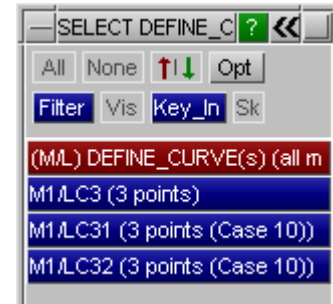 SELECT DEFINE_C ? <<
All None Opt
Filter Vis Key_In Sk
(M/L) DEFINE_CURVE(s) (all m
M1/LC3 (3 points)
M1/LC31 (3 points (Case 10))
M1/LC32 (3 points (Case 10))